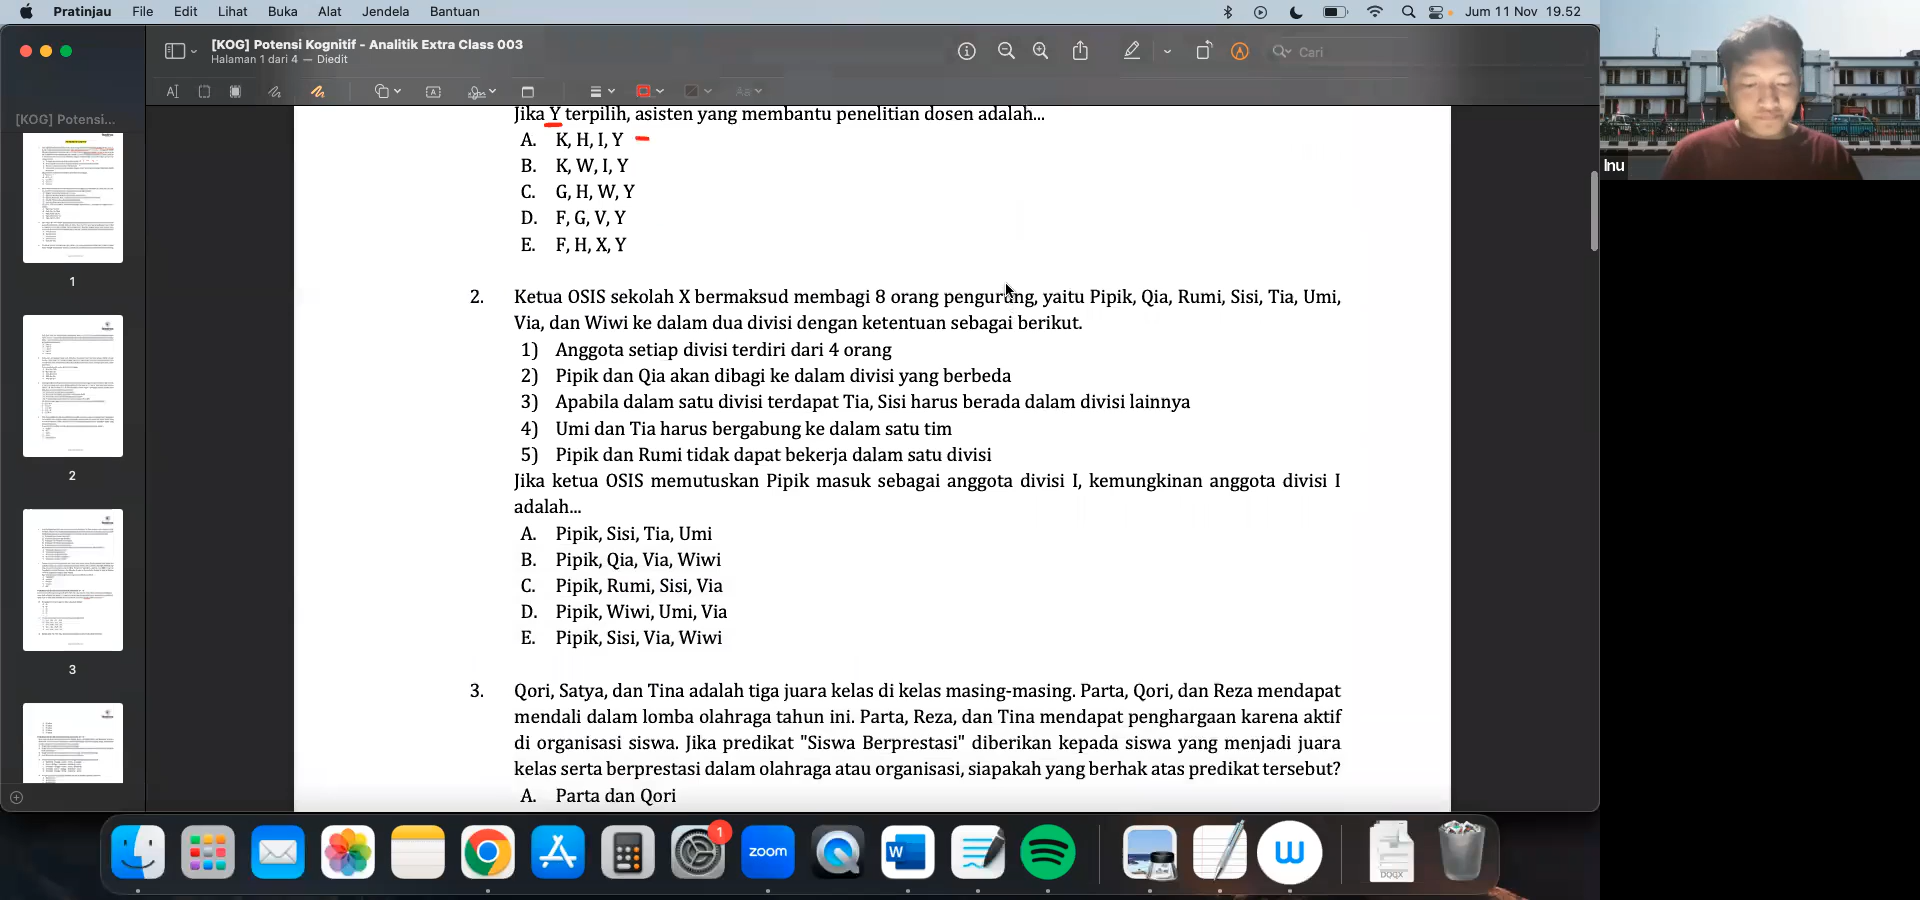 Pratinjau File Edit Lihat Buka Alat Jendela Bantuan
Jum 11 Nov 19.52
[KOG] Potensi Kognitif - Analitik Extra Class 003
Halaman 1 dari 4 — Diedit
Cari
[KOG] Potensi...
1
2
3
Jika Y terpilih, asisten yang membantu penelitian dosen adalah...
A. K, H, I, Y
B. K, W, I, Y
C. G, H, W, Y
D. F, G, V, Y
E. F, H, X, Y
2. Ketua OSIS sekolah X bermaksud membagi 8 orang pengurung, yaitu Pipik, Qia, Rumi, Sisi, Tia, Umi,
Via, dan Wiwi ke dalam dua divisi dengan ketentuan sebagai berikut.
1) Anggota setiap divisi terdiri dari 4 orang
2) Pipik dan Qia akan dibagi ke dalam divisi yang berbeda
3) Apabila dalam satu divisi terdapat Tia, Sisi harus berada dalam divisi lainnya
4) Umi dan Tia harus bergabung ke dalam satu tim
5) Pipik dan Rumi tidak dapat bekerja dalam satu divisi
Jika ketua OSIS memutuskan Pipik masuk sebagai anggota divisi I, kemungkinan anggota divisi I
adalah...
A. Pipik, Sisi, Tia, Umi
B. Pipik, Qia, Via, Wiwi
C. Pipik, Rumi, Sisi, Via
D. Pipik, Wiwi, Umi, Via
E. Pipik, Sisi, Via, Wiwi
3. Qori, Satya, dan Tina adalah tiga juara kelas di kelas masing-masing. Parta, Qori, dan Reza mendapat
mendali dalam lomba olahraga tahun ini. Parta, Reza, dan Tina mendapat penghargaan karena aktif
di organisasi siswa. Jika predikat "Siswa Berprestasi" diberikan kepada siswa yang menjadi juara
kelas serta berprestasi dalam olahraga atau organisasi, siapakah yang berhak atas predikat tersebut?
A. Parta dan Qori
Inu
1
zoom
W
DOCX